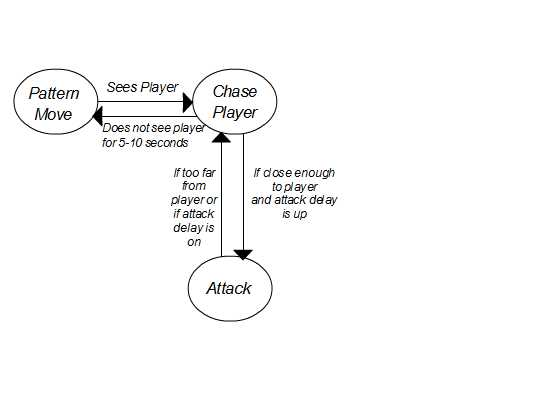 Pattern
Move
Sees Player
Chase
Player
Does not see player
for 5-10 seconds
If too far
from
player or
if attack
delay is
on
If close enough
to player
and attack delay
is up
Attack